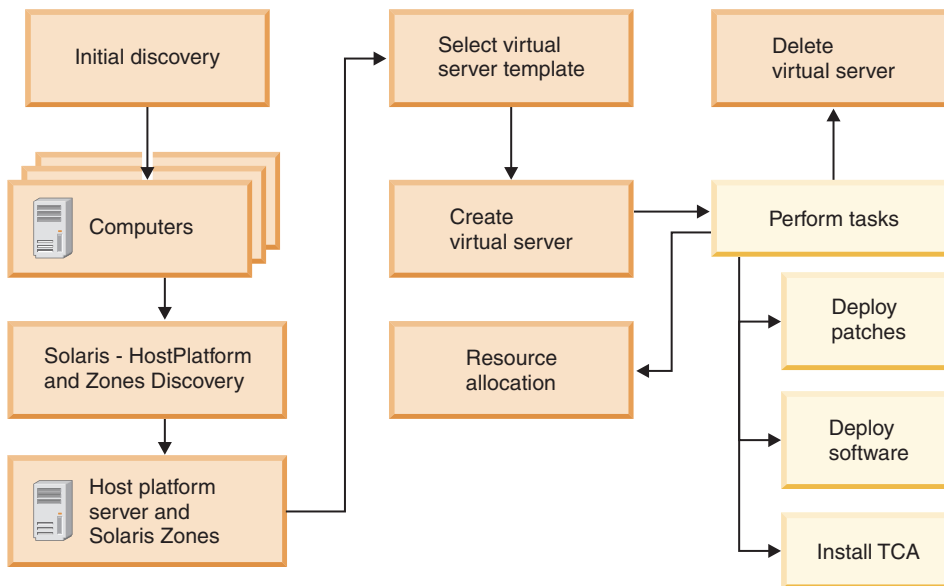 Initial discovery
Computers
Solaris - HostPlatform
and Zones Discovery
Host platform
server and
Solaris Zones
Select virtual
server template
Create
virtual server
Resource
allocation
Delete
virtual server
Perform tasks
Deploy
patches
Deploy
software
Install TCA